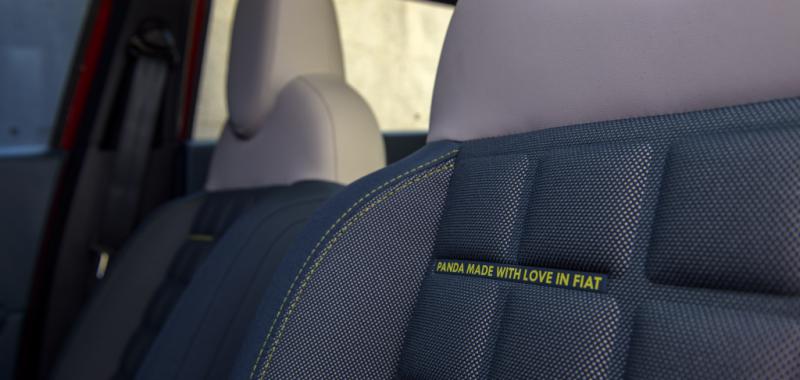 PANDA MADE WITH LOVE IN FIAT